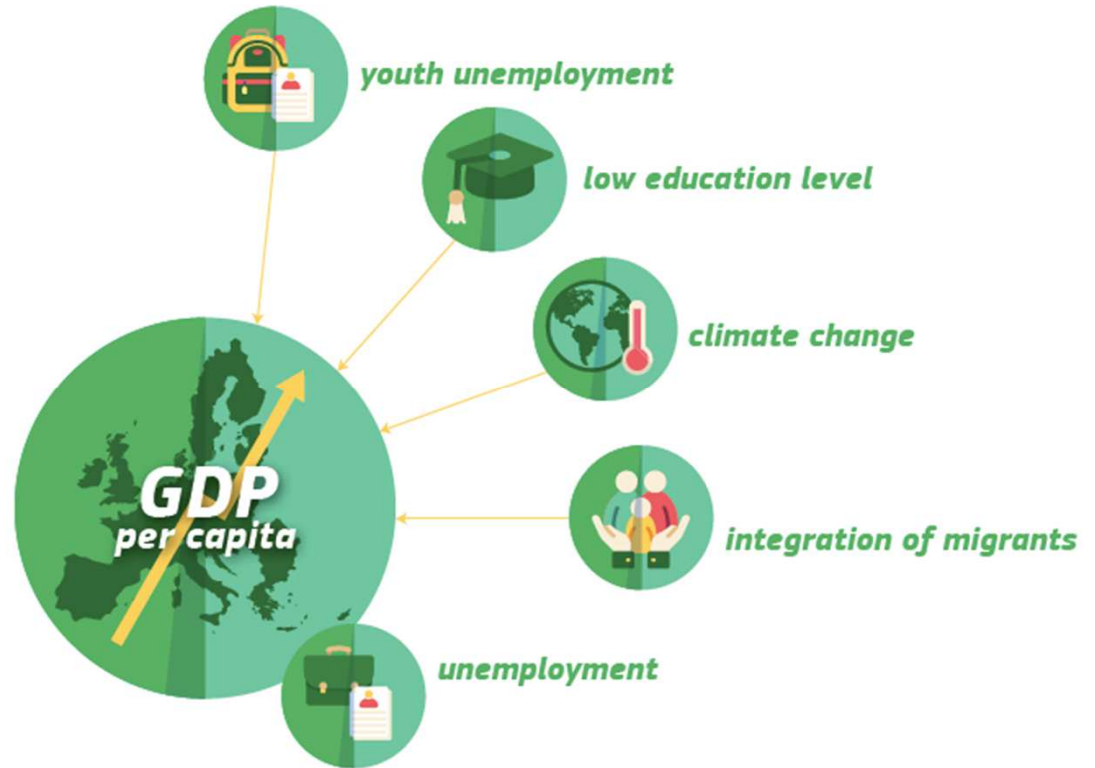 youth unemployment
low education level
climate change
GDP
per capita
integration of migrants
unemployment